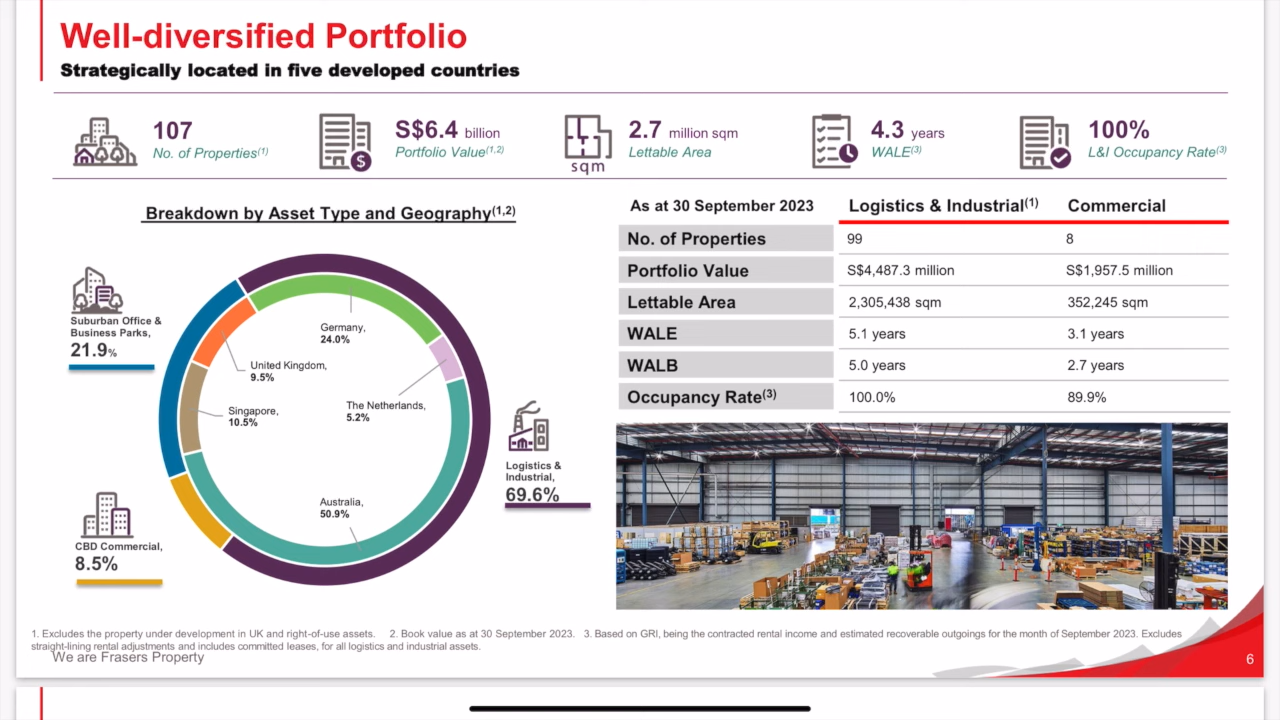 Well-diversified Portfolio
Strategically located in five developed countries
107
No. of Properties(1)
S$6.4 billion
Portfolio Value(1,2)
sqm
2.7 million sqm
Lettable Area
4.3 years
WALE(3)
100%
L&I Occupancy Rate(3)
Breakdown by Asset Type and Geography(1,2)
Suburban Office &
Business Parks,
21.9%
CBD Commercial,
8.5%
Germany,
24.0%
United Kingdom,
9.5%
The Netherlands,
5.2%
Singapore,
10.5%
Australia,
50.9%
Logistics &
Industrial,
69.6%
As at 30 September 2023 Logistics & Industrial(1) Commercial
No. of Properties 99 8
Portfolio Value S$4,487.3 million S$1,957.5 million
Lettable Area 2,305,438 sqm 352,245 sqm
WALE 5.1 years 3.1 years
WALB 5.0 years 2.7 years
Occupancy Rate(3) 100.0% 89.9%
1. Excludes the property under development in UK and right-of-use assets. 2. Book value as at 30 September 2023. 3. Based on GRI, being the contracted rental income and estimated recoverable outgoings for the month of September 2023. Excludes
straight-lining rental adjustments and includes committed leases, for all logistics and industrial assets.
We are Frasers Property
6